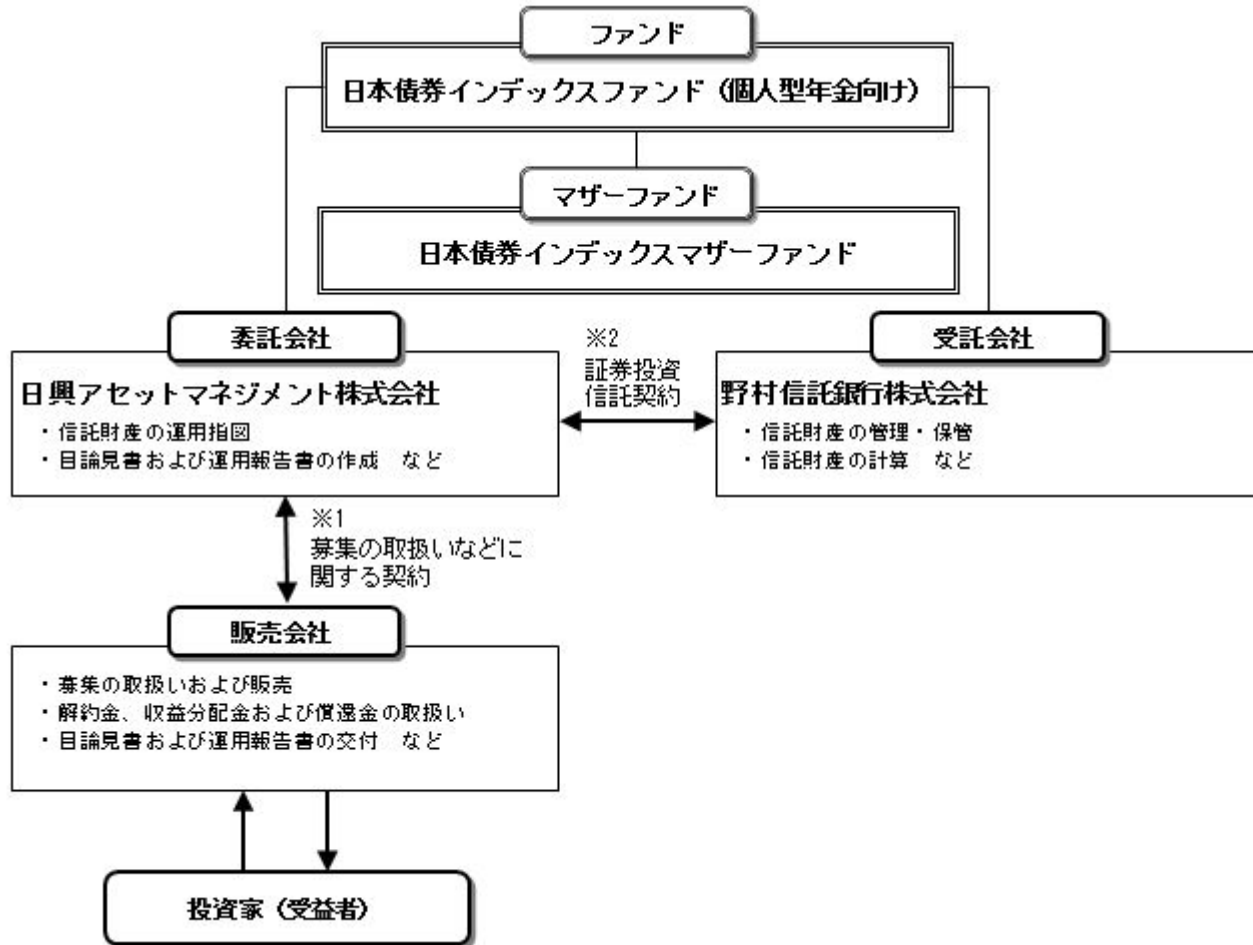 ファンド
日本債券インデックスファンド（個人型年金向け）
マザーファンド
日本債券インデックスマザーファンド
委託会社
日興アセットマネジメント株式会社
・信託財産の運用指図
・目論見書および運用報告書の作成　など
※2
証券投資
信託契約
受託会社
野村信託銀行株式会社
・信託財産の管理・保管
・信託財産の計算　など
※1
募集の取扱いなどに
関する契約
販売会社
・募集の取扱いおよび販売
・解約金、収益分配金および償還金の取扱い
・目論見書および運用報告書の交付　など
投資家（受益者）